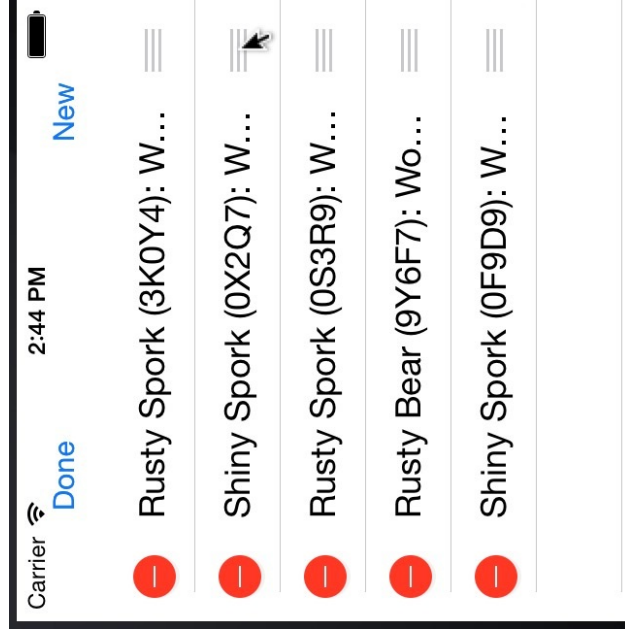 Carrier 2:44 PM
Done New
Rusty Spork (3K0Y4): W...
Shiny Spork (0X2Q7): W...
Rusty Spork (0S3R9): W...
Rusty Bear (9Y6F7): Wo...
Shiny Spork (0F9D9): W...